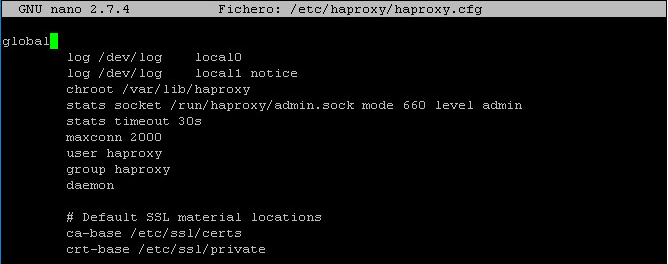 GNU nano 2.7.4 Fichero: /etc/haproxy/haproxy.cfg
global
log /dev/log local0
log /dev/log local1 notice
chroot /var/lib/haproxy
stats socket /run/haproxy/admin.sock mode 660 level admin
stats timeout 30s
maxconn 2000
user haproxy
group haproxy
daemon
# Default SSL material locations
ca-base /etc/ssl/certs
crt-base /etc/ssl/private